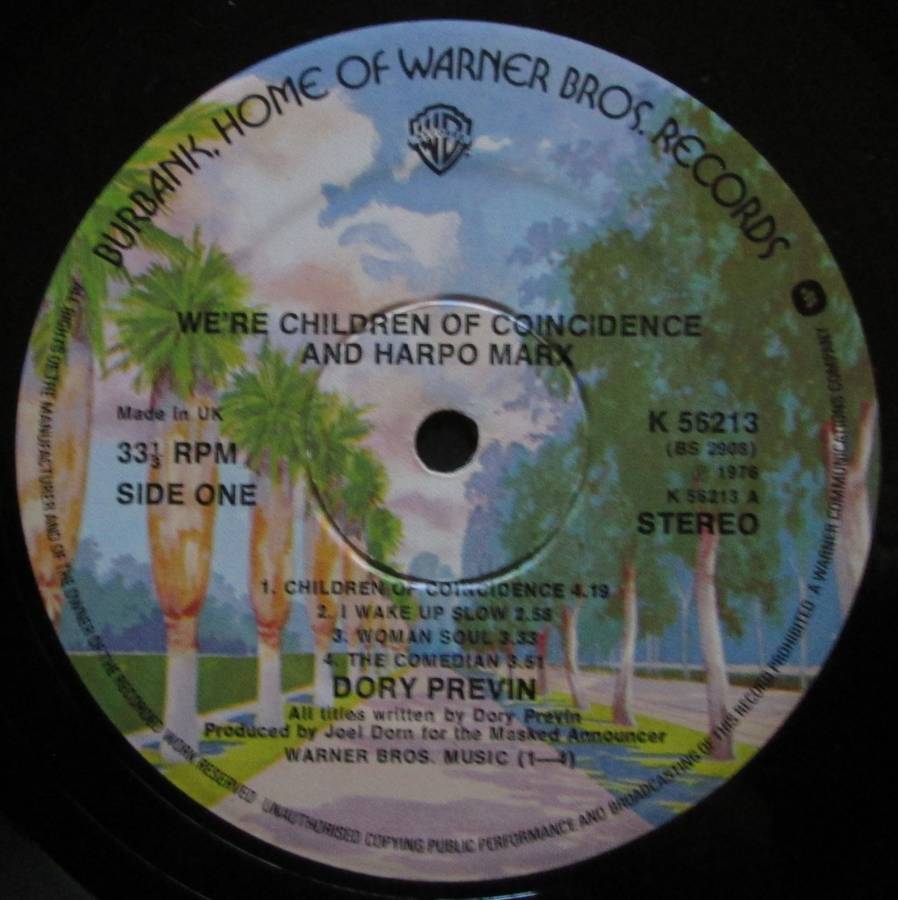 BURBANK, HOME OF WARNER BROS. RECORDS
WE'RE CHILDREN OF COINCIDENCE
AND HARPO MARX
Made in UK
33⅓ RPM
SIDE ONE
K 56213
(BS 2908)
℗ 1976
K 56213 A
STEREO
1. CHILDREN OF COINCIDENCE 4.19
2. I WAKE UP SLOW 2.58
3. WOMAN SOUL 3.33
4. THE COMEDIAN 3.51
DORY PREVIN
All titles written by Dory Previn
Produced by Joel Dorn for the Masked Announcer
WARNER BROS. MUSIC (1—4)
ALL RIGHTS OF THE MANUFACTURER AND OF THE OWNER OF THE RECORDED WORK RESERVED UNAUTHORISED COPYING PUBLIC PERFORMANCE AND BROADCASTING OF THIS RECORD PROHIBITED A WARNER COMMUNICATIONS COMPANY